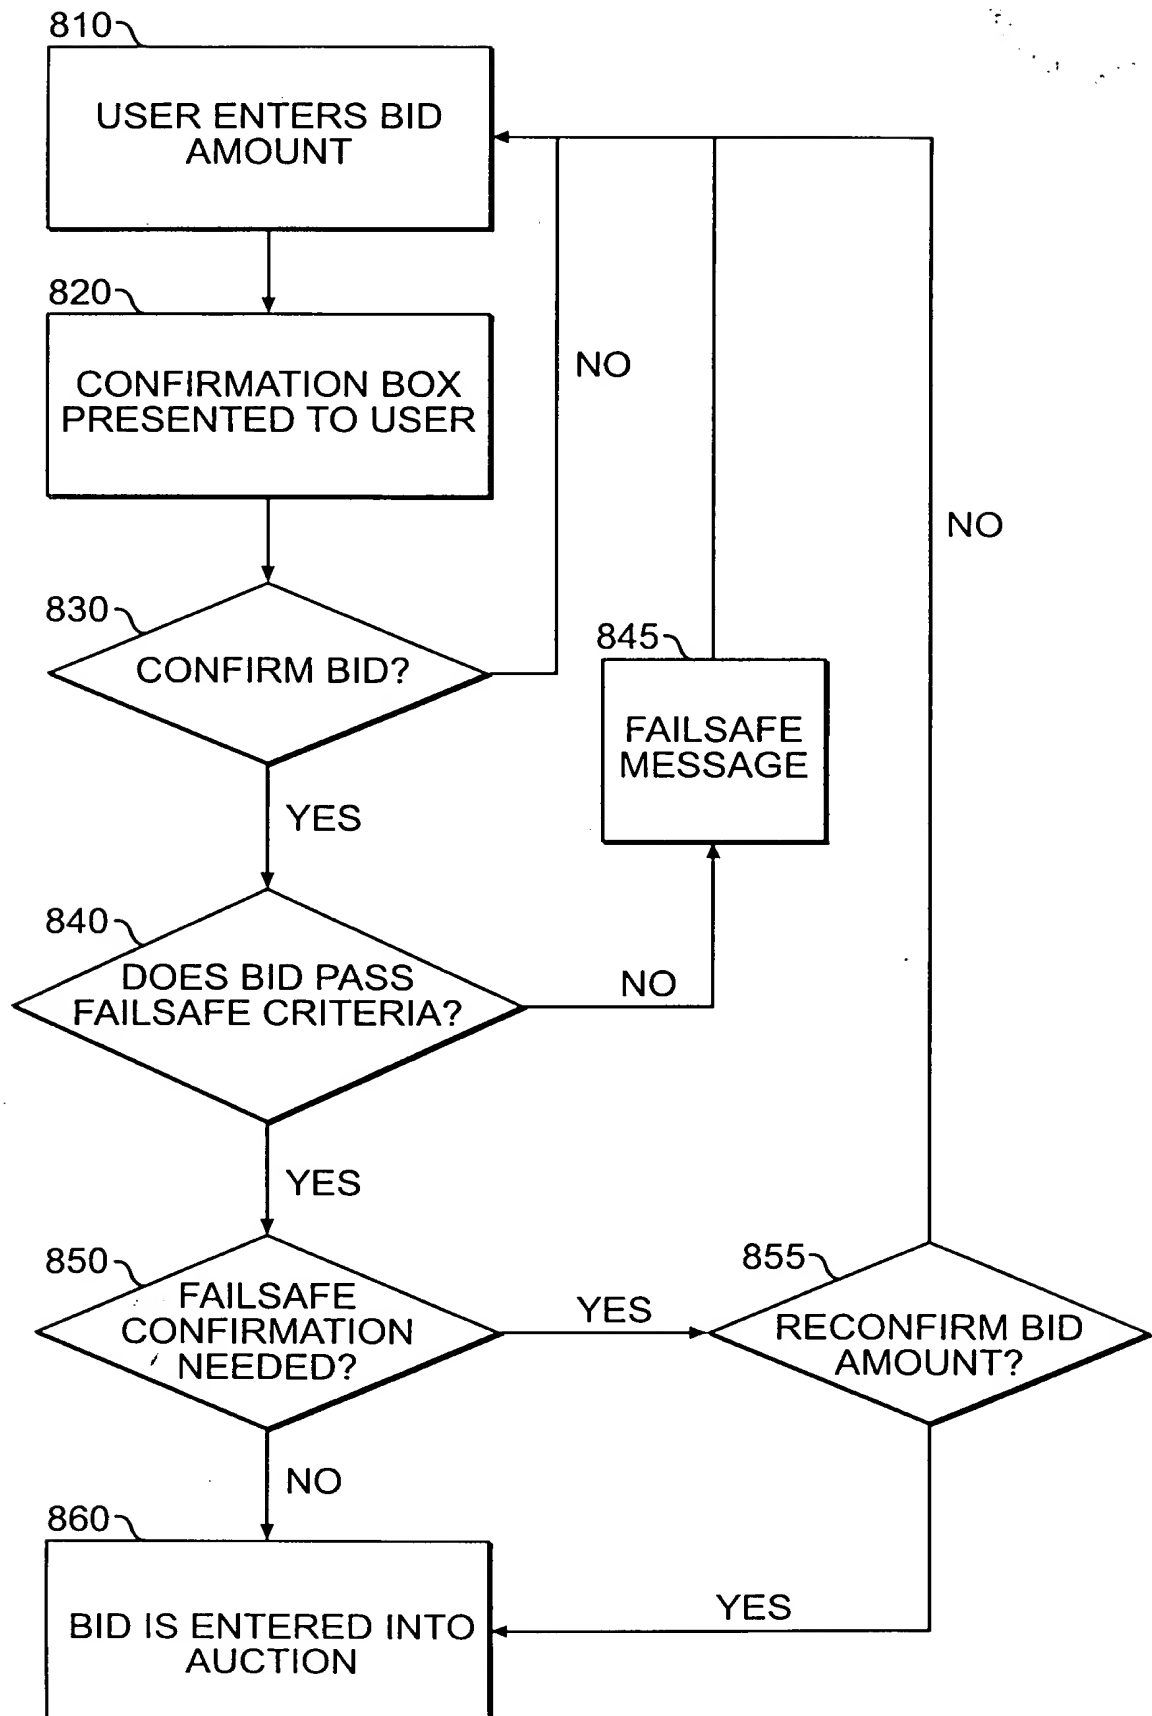 810
USER ENTERS BID
AMOUNT
820
CONFIRMATION BOX
PRESENTED TO USER
NO
NO
830
CONFIRM BID?
845
FAILSAFE
MESSAGE
YES
840
DOES BID PASS
FAILSAFE CRITERIA?
NO
YES
850
FAILSAFE
CONFIRMATION
NEEDED?
YES
855
RECONFIRM BID
AMOUNT?
NO
860
BID IS ENTERED INTO
AUCTION
YES